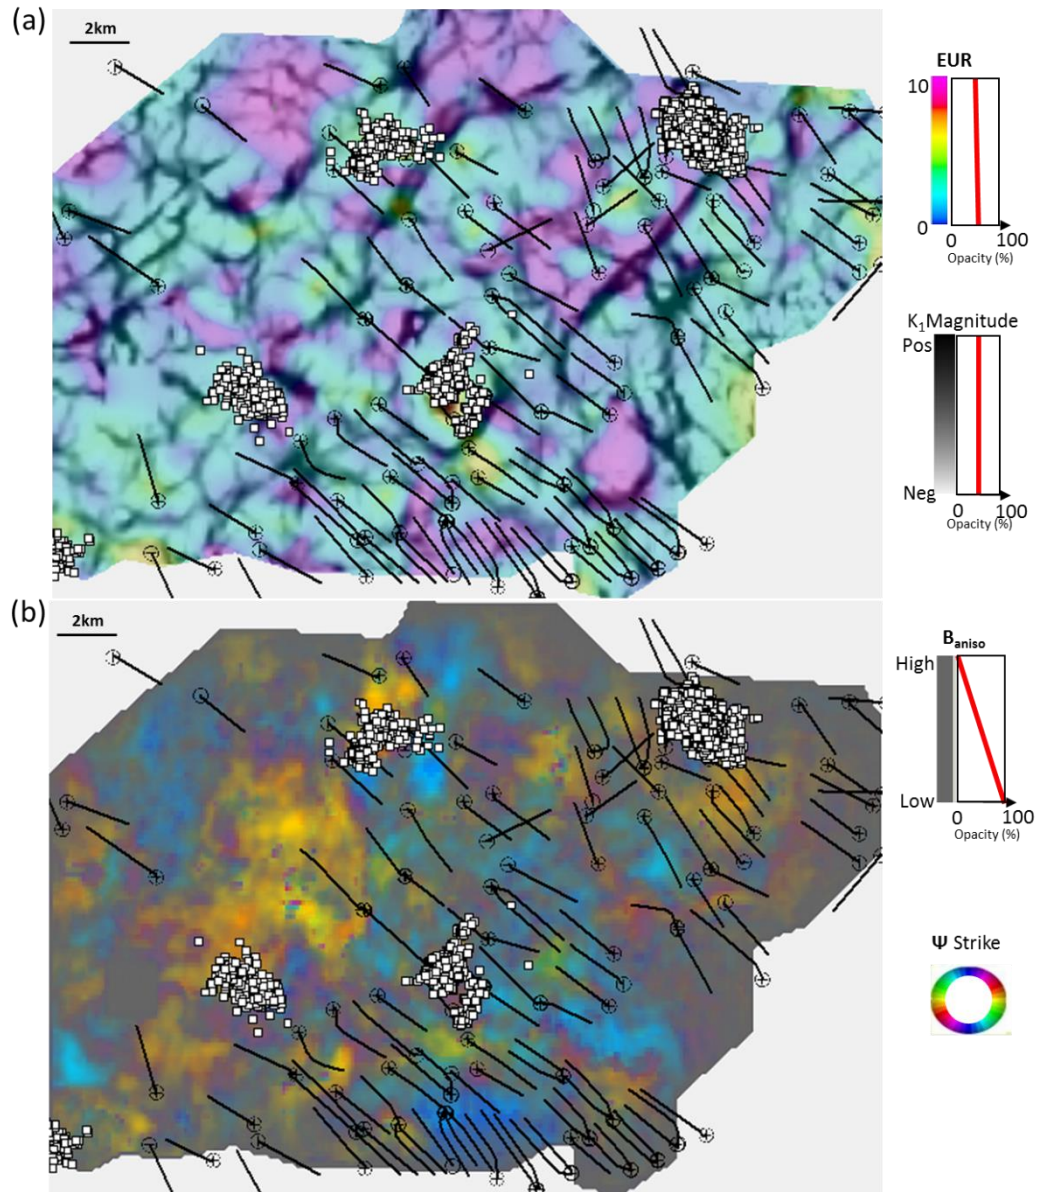 (a)
2km
EUR
10
0
0
100
Opacity (%)
K₁Magnitude
Pos
Neg
0
100
Opacity (%)
(b)
2km
Baniso
High
Low
0
100
Opacity (%)
Ψ Strike